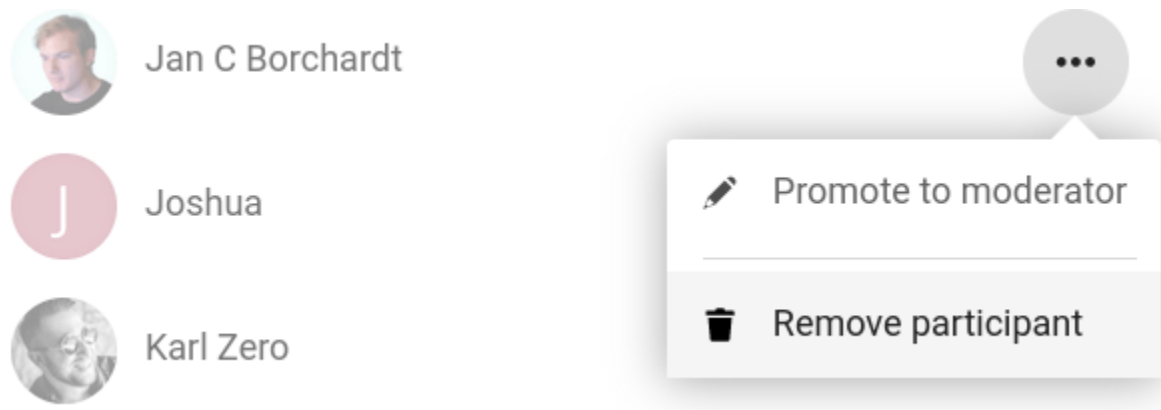 Jan C Borchardt
J
Joshua
Karl Zero
Promote to moderator
Remove participant